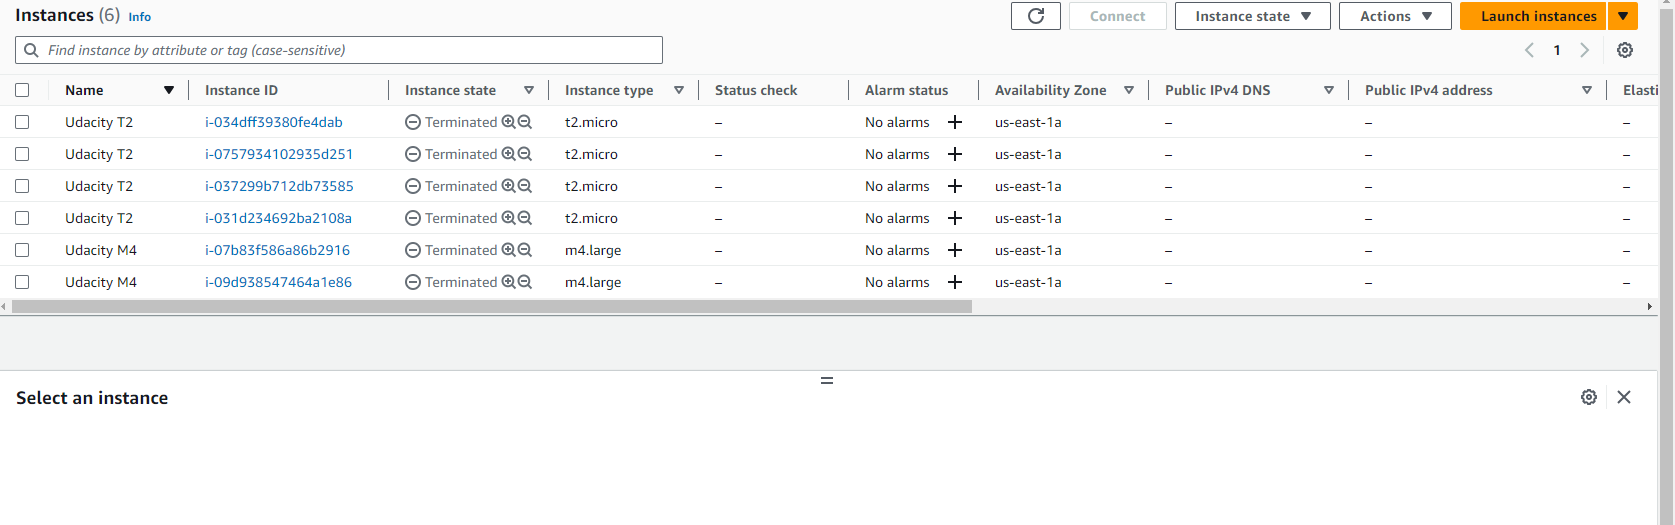 Instances (6) Info
Connect
Instance state
Actions
Launch instances
Find instance by attribute or tag (case-sensitive)
1
Name Instance ID Instance state Instance type Status check Alarm status Availability Zone Public IPv4 DNS Public IPv4 address Elasti
Udacity T2 i-034dff39380fe4dab Terminated t2.micro – No alarms + us-east-1a – – –
Udacity T2 i-0757934102935d251 Terminated t2.micro – No alarms + us-east-1a – – –
Udacity T2 i-037299b712db73585 Terminated t2.micro – No alarms + us-east-1a – – –
Udacity T2 i-031d234692ba2108a Terminated t2.micro – No alarms + us-east-1a – – –
Udacity M4 i-07b83f586a86b2916 Terminated m4.large – No alarms + us-east-1a – – –
Udacity M4 i-09d938547464a1e86 Terminated m4.large – No alarms + us-east-1a – – –
Select an instance